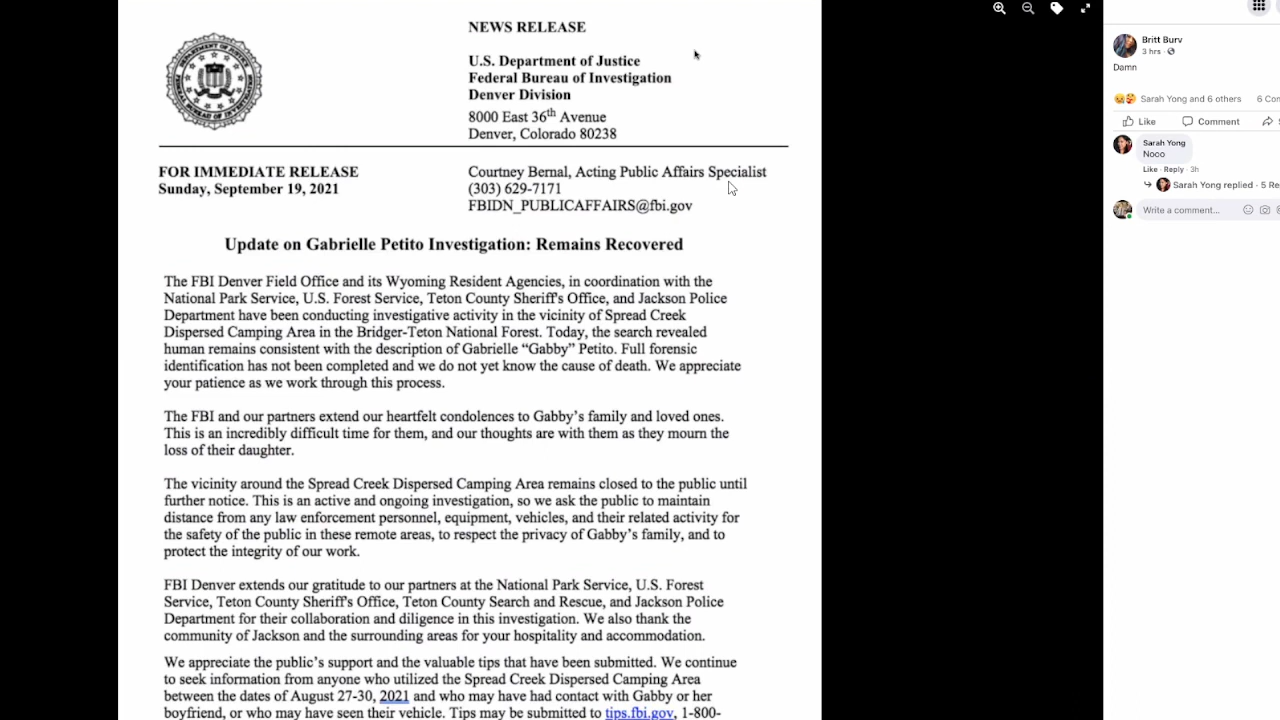 NEWS RELEASE
U.S. Department of Justice
Federal Bureau of Investigation
Denver Division
8000 East 36th Avenue
Denver, Colorado 80238
FOR IMMEDIATE RELEASE
Sunday, September 19, 2021
Courtney Bernal, Acting Public Affairs Specialist
(303) 629-7171
FBIDN_PUBLICAFFAIRS@fbi.gov
Update on Gabrielle Petito Investigation: Remains Recovered
The FBI Denver Field Office and its Wyoming Resident Agencies, in coordination with the
National Park Service, U.S. Forest Service, Teton County Sheriff's Office, and Jackson Police
Department have been conducting investigative activity in the vicinity of Spread Creek
Dispersed Camping Area in the Bridger-Teton National Forest. Today, the search revealed
human remains consistent with the description of Gabrielle “Gabby” Petito. Full forensic
identification has not been completed and we do not yet know the cause of death. We appreciate
your patience as we work through this process.
The FBI and our partners extend our heartfelt condolences to Gabby’s family and loved ones.
This is an incredibly difficult time for them, and our thoughts are with them as they mourn the
loss of their daughter.
The vicinity around the Spread Creek Dispersed Camping Area remains closed to the public until
further notice. This is an active and ongoing investigation, so we ask the public to maintain
distance from any law enforcement personnel, equipment, vehicles, and their related activity for
the safety of the public in these remote areas, to respect the privacy of Gabby’s family, and to
protect the integrity of our work.
FBI Denver extends our gratitude to our partners at the National Park Service, U.S. Forest
Service, Teton County Sheriff's Office, Teton County Search and Rescue, and Jackson Police
Department for their collaboration and diligence in this investigation. We also thank the
community of Jackson and the surrounding areas for your hospitality and accommodation.
We appreciate the public’s support and the valuable tips that have been submitted. We continue
to seek information from anyone who utilized the Spread Creek Dispersed Camping Area
between the dates of August 27-30, 2021 and who may have had contact with Gabby or her
boyfriend, or who may have seen their vehicle. Tips may be submitted to tips.fbi.gov, 1-800-
Britt Burv
3 hrs ·
Damn
Sarah Yong and 6 others 6 Con
Like Comment S
Sarah Yong
Nooo
Like · Reply · 3h
Sarah Yong replied · 5 Re
Write a comment...